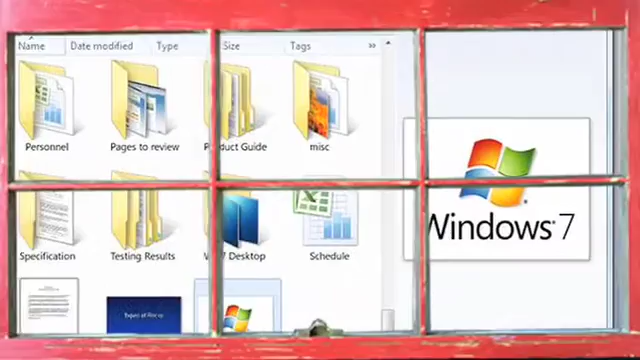 Name Date modified Type Size Tags »
Personnel Pages to review Product Guide misc
Specification Testing Results Desktop Schedule
Windows 7